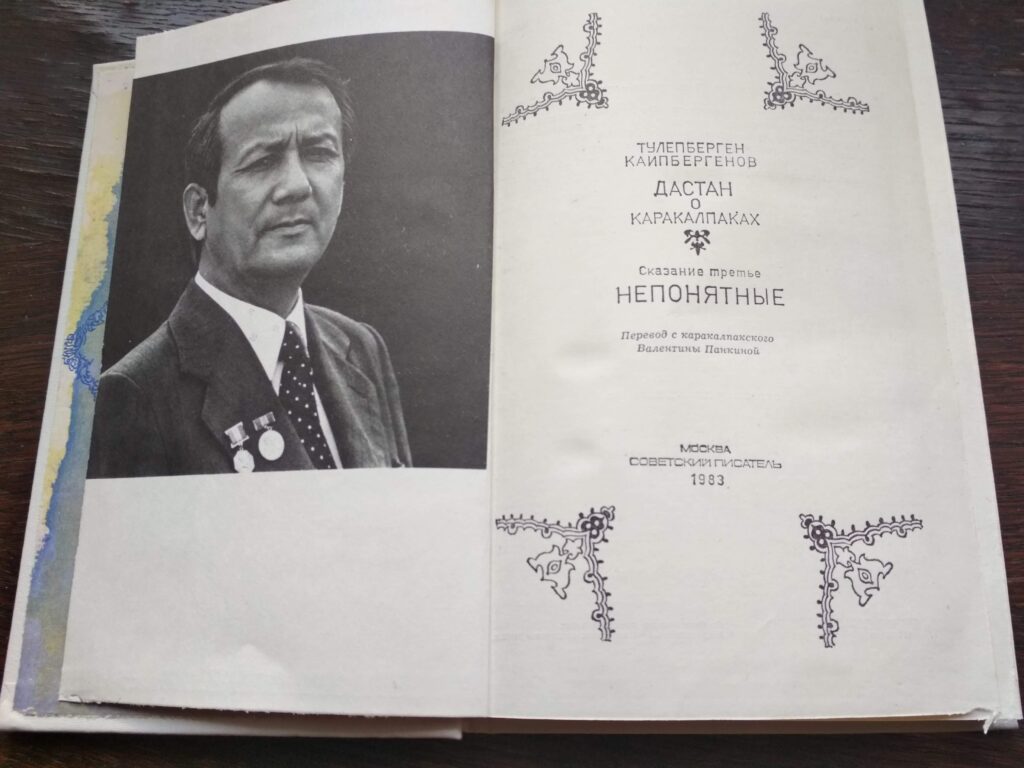 ТУЛЕПБЕРГЕН
КАИПБЕРГЕНОВ
ДАСТАН
О
КАРАКАЛПАКАХ
Сказание третье
НЕПОНЯТНЫЕ
Перевод с каракалпакского
Валентины Панкиной
МОСКВА
СОВЕТСКИЙ ПИСАТЕЛЬ
1983